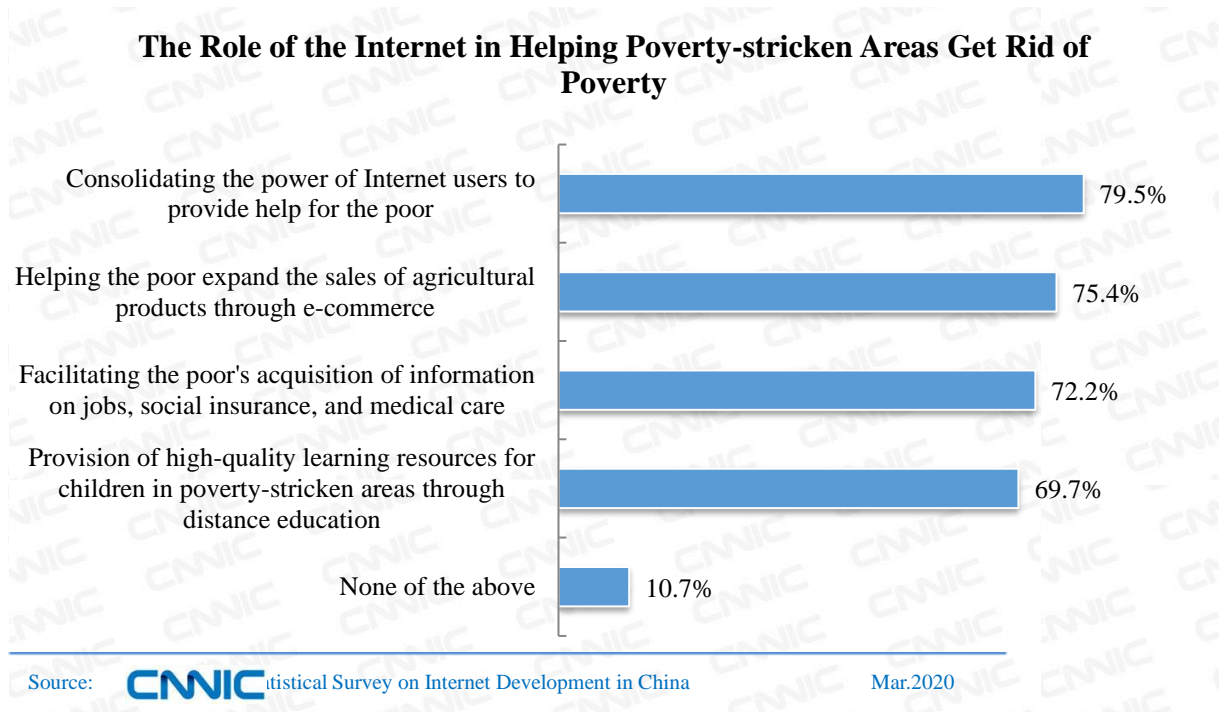 The Role of the Internet in Helping Poverty-stricken Areas Get Rid of
Poverty
Consolidating the power of Internet users to
provide help for the poor
79.5%
Helping the poor expand the sales of agricultural
products through e-commerce
75.4%
Facilitating the poor's acquisition of information
on jobs, social insurance, and medical care
72.2%
Provision of high-quality learning resources for
children in poverty-stricken areas through
distance education
69.7%
None of the above
10.7%
Source: CNNIC tistical Survey on Internet Development in China Mar.2020